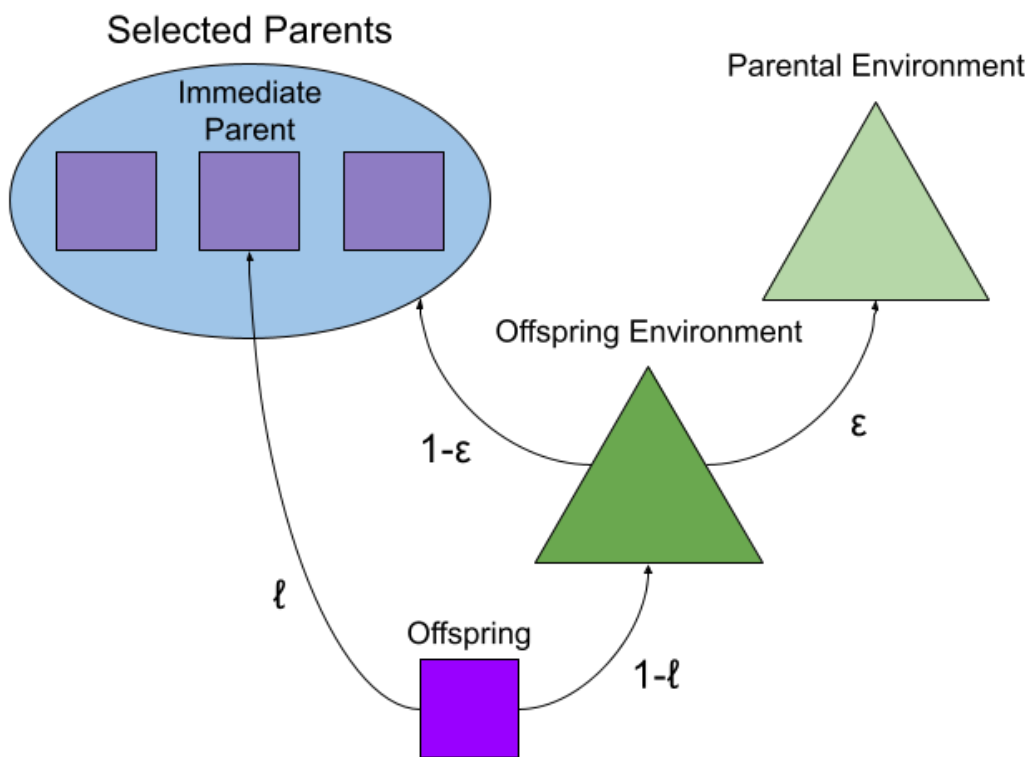 Selected Parents
Immediate
Parent
Parental Environment
Offspring Environment
1-ε
ε
ℓ
Offspring
1-ℓ